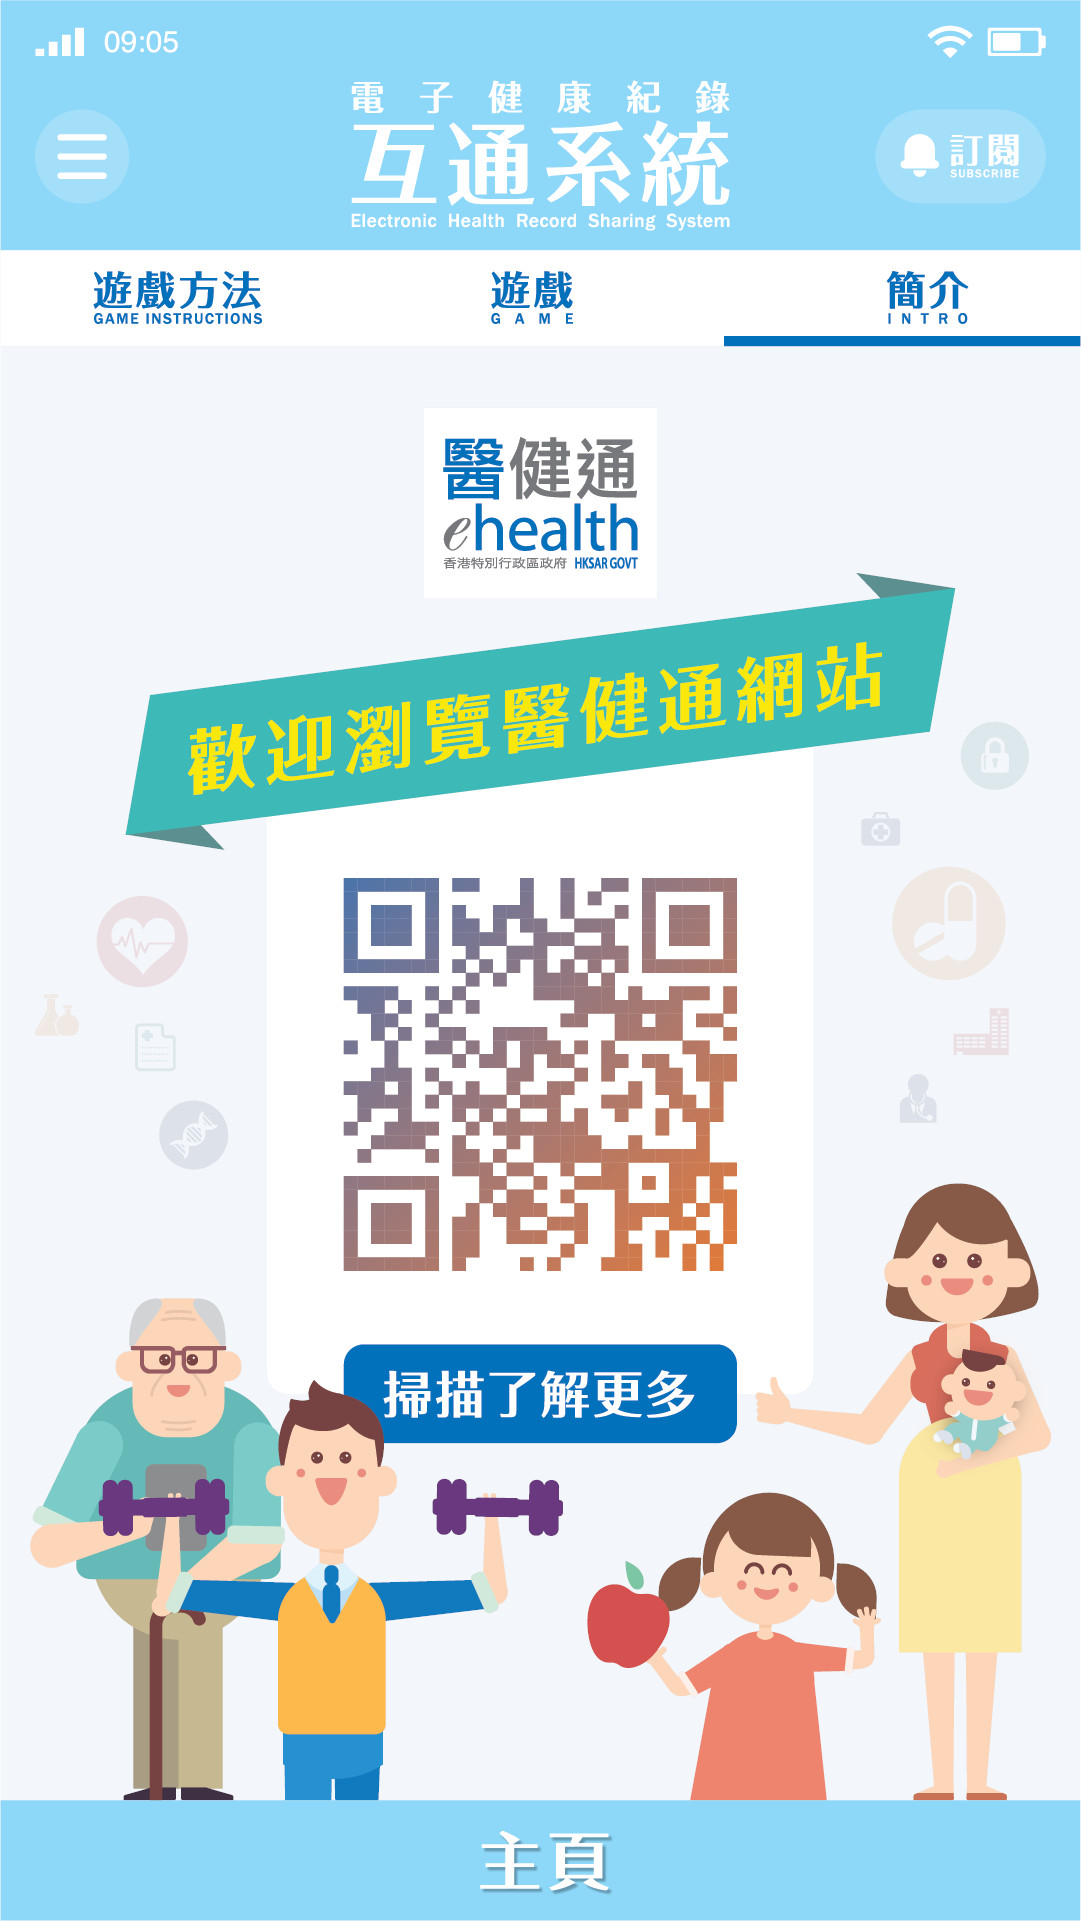 09:05
電子健康紀錄
互通系統
Electronic Health Record Sharing System
訂閱
SUBSCRIBE
遊戲方法
GAME INSTRUCTIONS
遊戲
GAME
簡介
INTRO
醫健通
ehealth
香港特別行政區政府 HKSAR GOVT
歡迎瀏覽醫健通網站
掃描了解更多
主頁